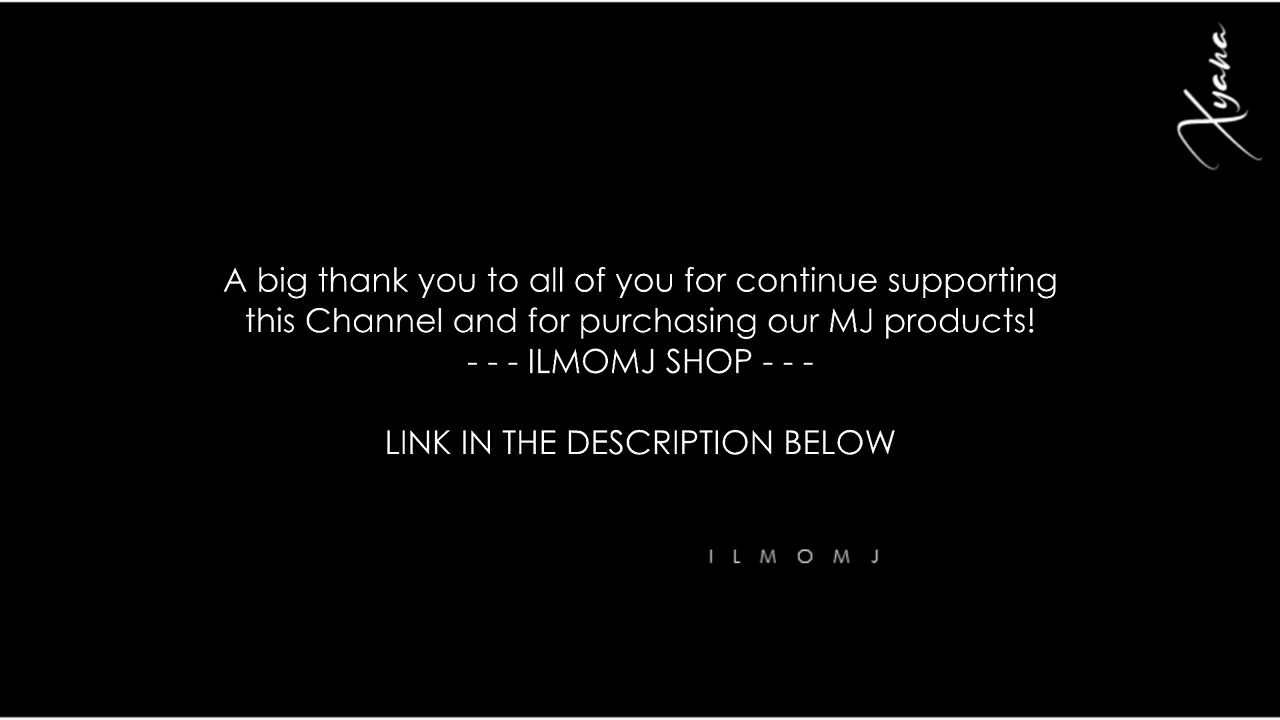 Xyana
A big thank you to all of you for continue supporting
this Channel and for purchasing our MJ products!
- - - ILMOMJ SHOP - - -
LINK IN THE DESCRIPTION BELOW
I L M O M J